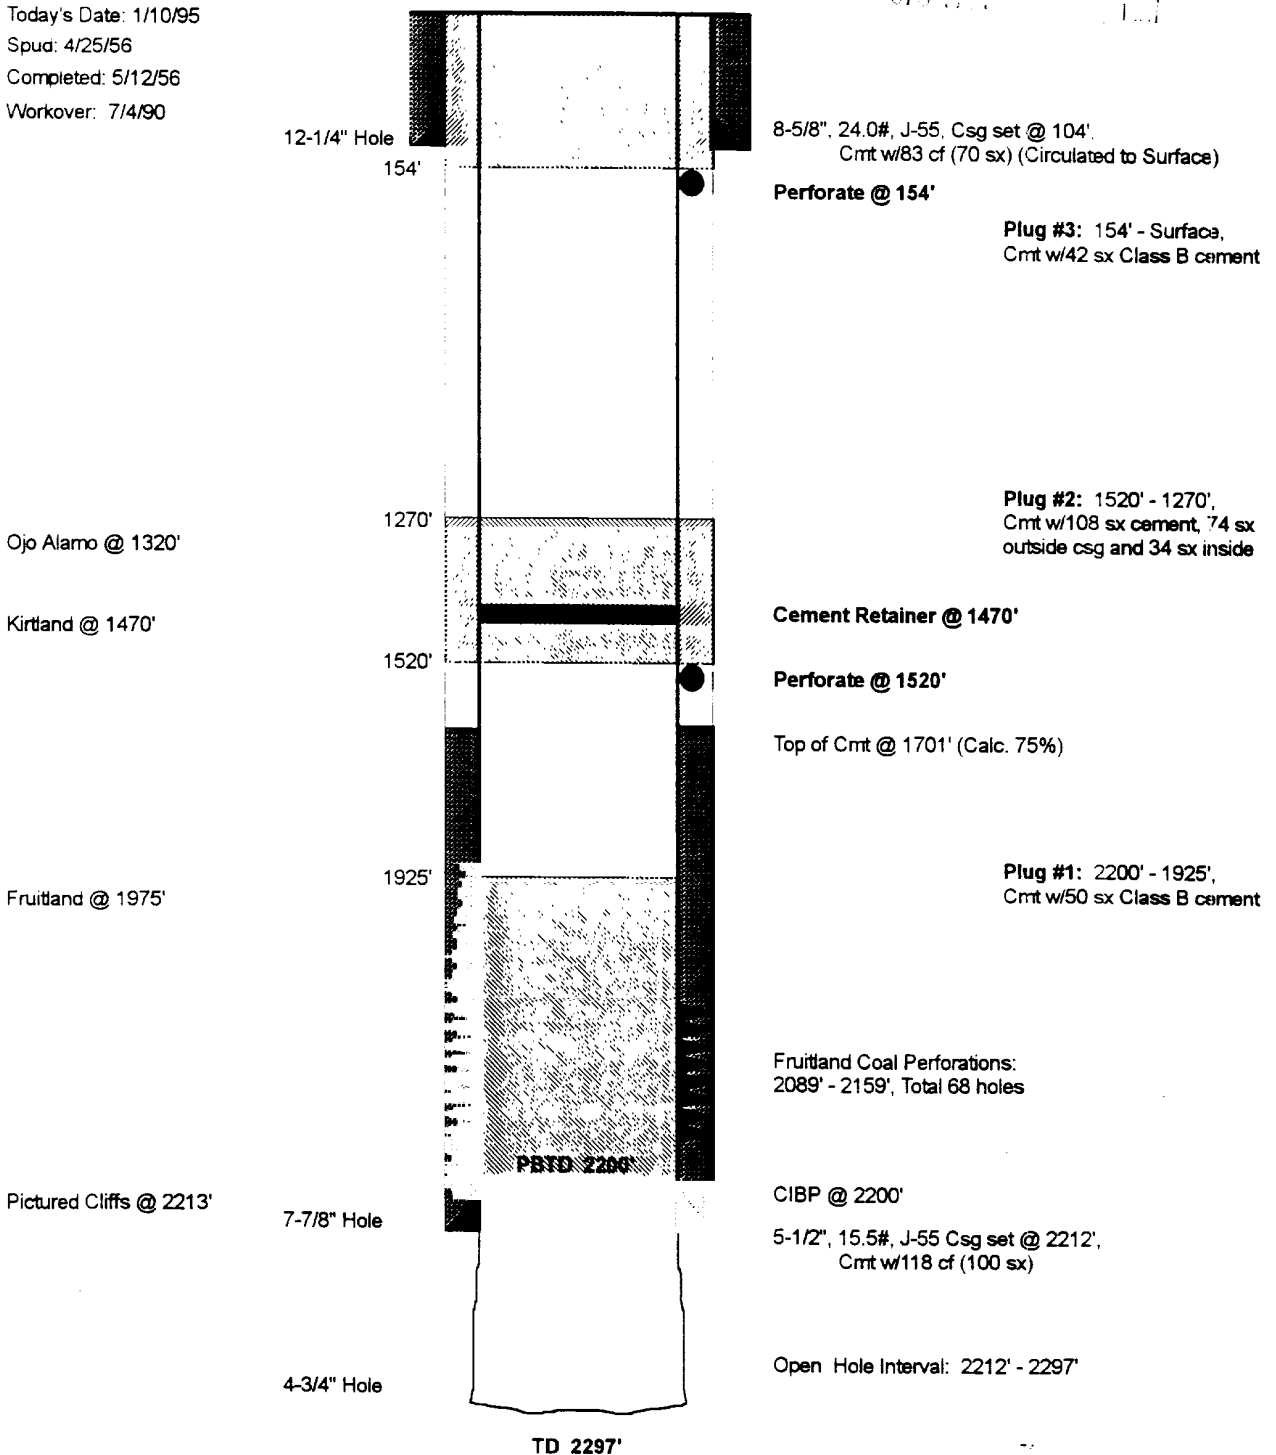 Today's Date: 1/10/95
Spud: 4/25/56
Completed: 5/12/56
Workover: 7/4/90
12-1/4" Hole
8-5/8", 24.0#, J-55, Csg set @ 104'.
Cmt w/83 cf (70 sx) (Circulated to Surface)
154'
Perforate @ 154'
Plug #3: 154' - Surface,
Cmt w/42 sx Class B cement
1270'
Plug #2: 1520' - 1270',
Cmt w/108 sx cement, 74 sx
outside csg and 34 sx inside
Ojo Alamo @ 1320'
Kirtland @ 1470'
Cement Retainer @ 1470'
1520'
Perforate @ 1520'
Top of Cmt @ 1701' (Calc. 75%)
1925'
Plug #1: 2200' - 1925',
Cmt w/50 sx Class B cement
Fruitland @ 1975'
Fruitland Coal Perforations:
2089' - 2159', Total 68 holes
PBTD 2200'
Pictured Cliffs @ 2213'
CIBP @ 2200'
7-7/8" Hole
5-1/2", 15.5#, J-55 Csg set @ 2212',
Cmt w/118 cf (100 sx)
Open Hole Interval: 2212' - 2297'
4-3/4" Hole
TD 2297'